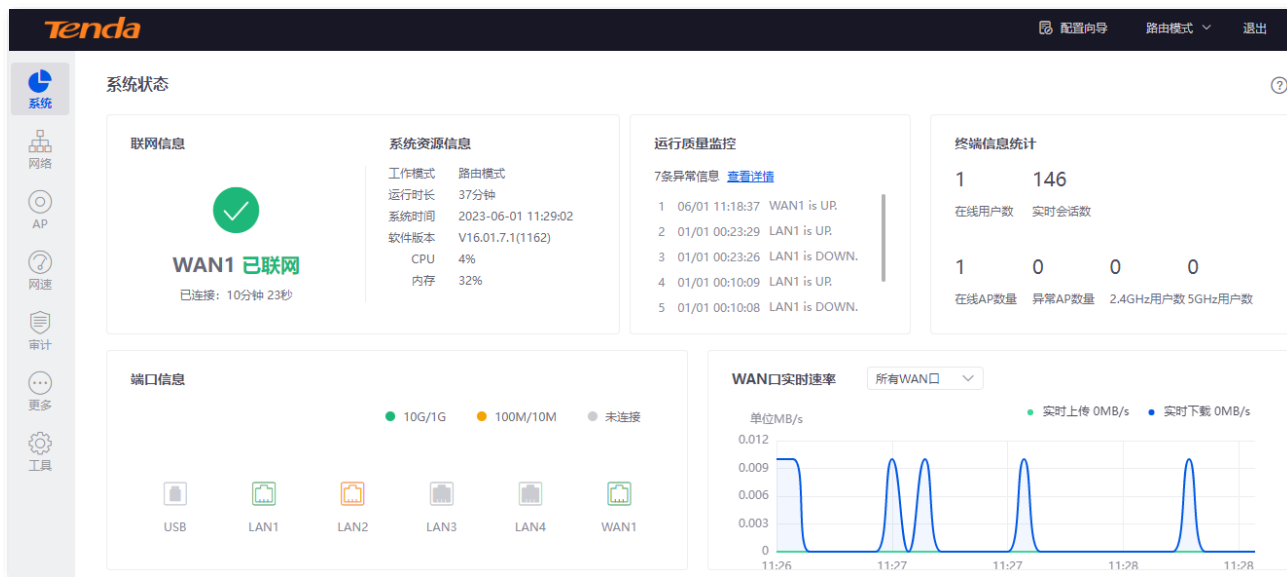 Tenda
配置向导 路由模式 退出
系统
网络
AP
网速
审计
更多
工具
系统状态
联网信息
WAN1 已联网
已连接：10分钟 23秒
系统资源信息
工作模式 路由模式
运行时长 37分钟
系统时间 2023-06-01 11:29:02
软件版本 V16.01.7.1(1162)
CPU 4%
内存 32%
运行质量监控
7条异常信息 查看详情
1 06/01 11:18:37 WAN1 is UP.
2 01/01 00:23:29 LAN1 is UP.
3 01/01 00:23:26 LAN1 is DOWN.
4 01/01 00:10:09 LAN1 is UP.
5 01/01 00:10:08 LAN1 is DOWN.
终端信息统计
1 146
在线用户数 实时会话数
1 0 0 0
在线AP数量 异常AP数量 2.4GHz用户数 5GHz用户数
端口信息
10G/1G 100M/10M 未连接
USB LAN1 LAN2 LAN3 LAN4 WAN1
WAN口实时速率 所有WAN口
单位MB/s 实时上传 0MB/s 实时下载 0MB/s
0.012
0.009
0.006
0.003
0
11:26 11:27 11:27 11:28 11:28